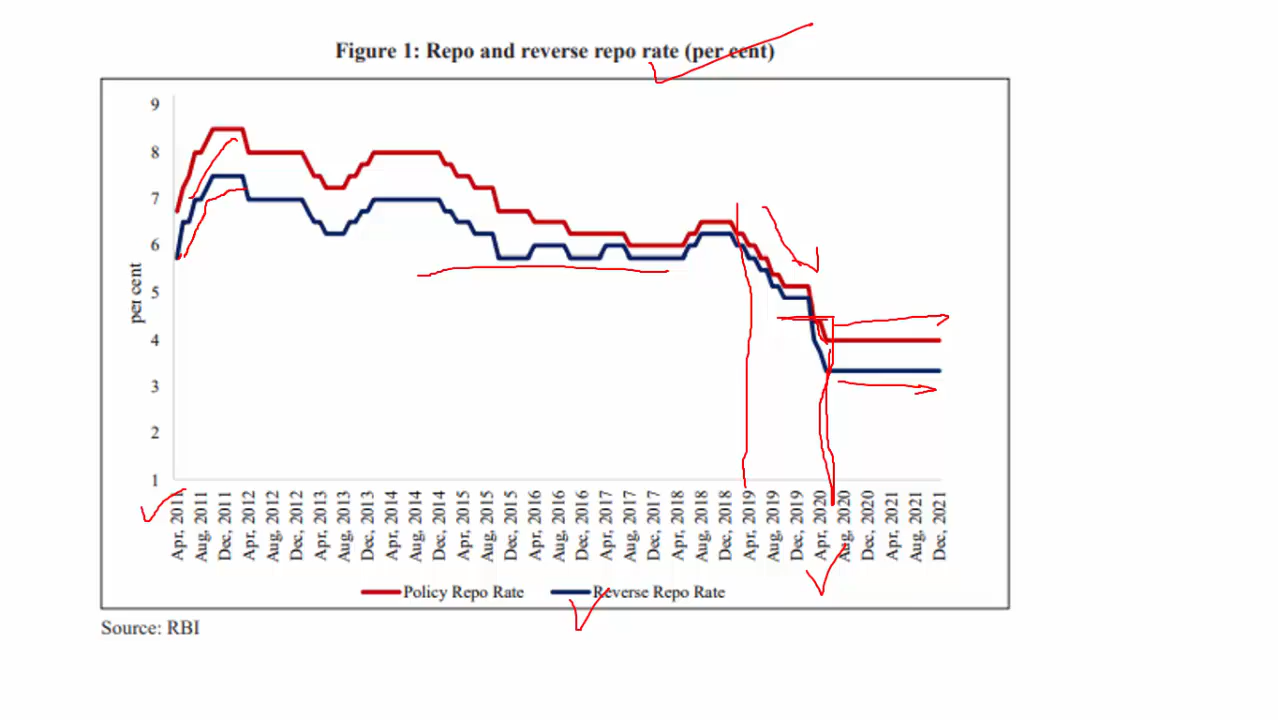 Figure 1: Repo and reverse repo rate (per cent)
9
8
7
6
5
4
3
2
1
per cent
Apr, 2011
Aug, 2011
Dec, 2011
Apr, 2012
Aug, 2012
Dec, 2012
Apr, 2013
Aug, 2013
Dec, 2013
Apr, 2014
Aug, 2014
Dec, 2014
Apr, 2015
Aug, 2015
Dec, 2015
Apr, 2016
Aug, 2016
Dec, 2016
Apr, 2017
Aug, 2017
Dec, 2017
Apr, 2018
Aug, 2018
Dec, 2018
Apr, 2019
Aug, 2019
Dec, 2019
Apr, 2020
Aug, 2020
Dec, 2020
Apr, 2021
Aug, 2021
Dec, 2021
Policy Repo Rate
Reverse Repo Rate
Source: RBI